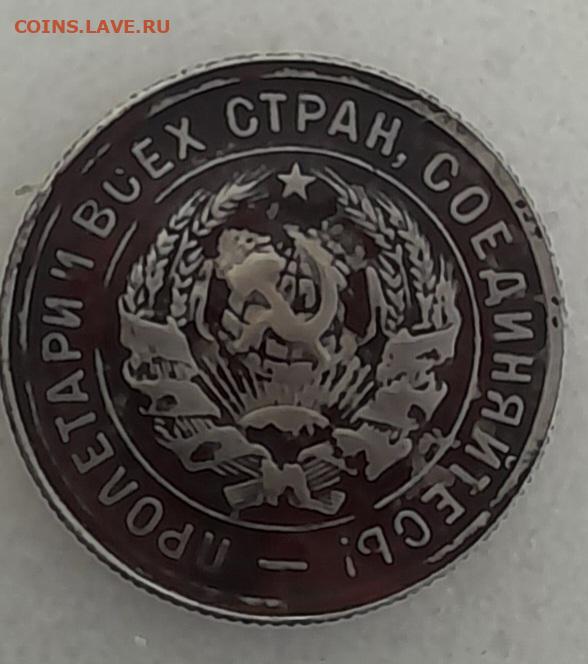 COINS.LAVE.RU
ПРОЛЕТАРИИ ВСЕХ СТРАН, СОЕДИНЯЙТЕСЬ! —